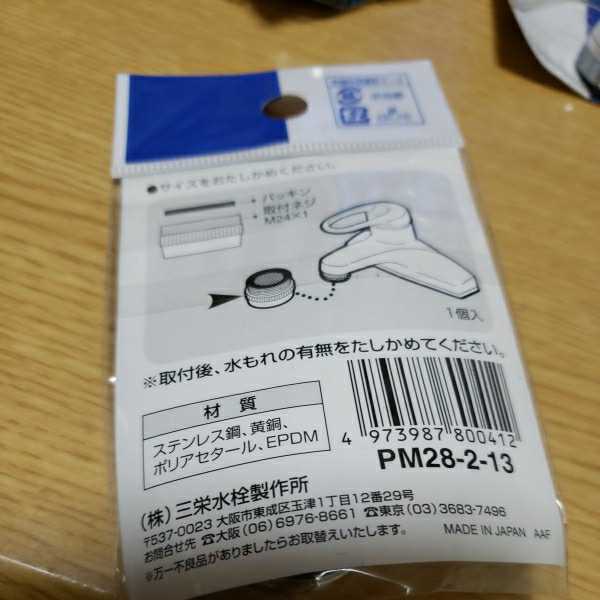 ●サイズをおたしかめください。
パッキン
取付ネジ
M24×1
1個入
※取付後、水もれの有無をたしかめてください。
材質
ステンレス鋼、黄銅、
ポリアセタール、EPDM
4 973987 800412
PM28-2-13
(株)三栄水栓製作所
〒537-0023 大阪市東成区玉津1丁目12番29号
お問合せ先 ☎大阪(06)6976-8661 ☎東京(03)3683-7496
※万一不良品がありましたらお取替えいたします。
MADE IN JAPAN AAF